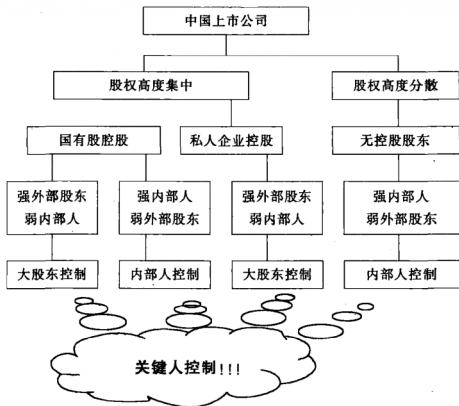 中国上市公司
股权高度集中
股权高度分散
国有股腔股
私人企业控股
无控股股东
强外部股东
弱内部人
强内部人
弱外部股东
强外部股东
弱内部人
强内部人
弱外部股东
大股东控制
内部人控制
大股东控制
内部人控制
关键人控制!!!